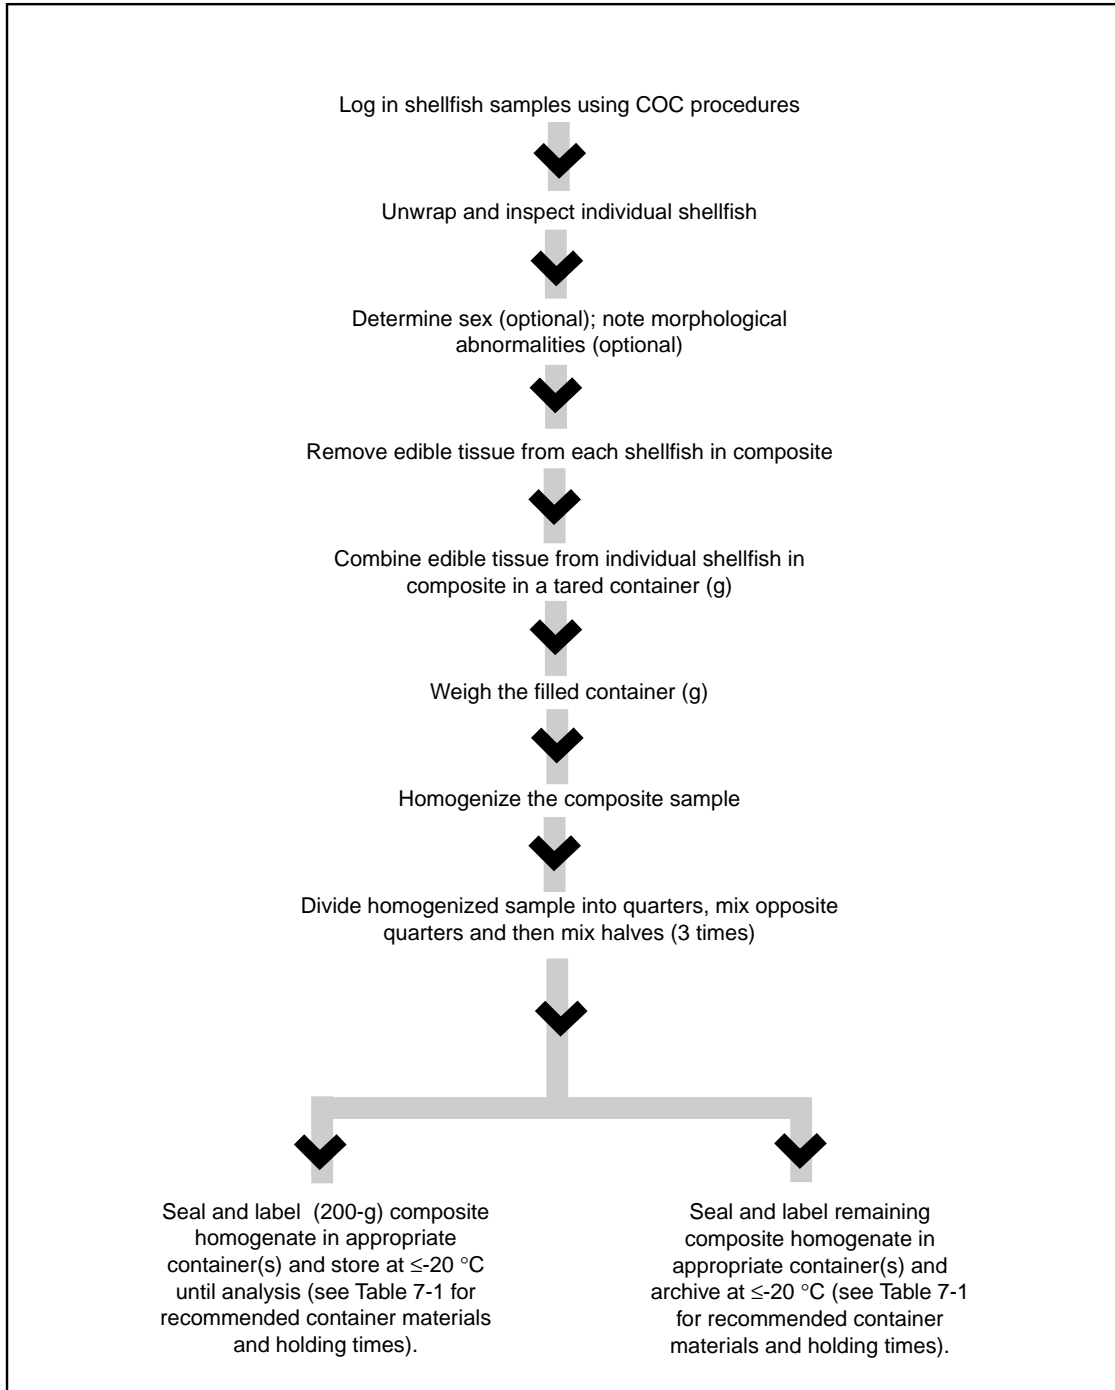 Log in shellfish samples using COC procedures
Unwrap and inspect individual shellfish
Determine sex (optional); note morphological
abnormalities (optional)
Remove edible tissue from each shellfish in composite
Combine edible tissue from individual shellfish in
composite in a tared container (g)
Weigh the filled container (g)
Homogenize the composite sample
Divide homogenized sample into quarters, mix opposite
quarters and then mix halves (3 times)
Seal and label (200-g) composite
homogenate in appropriate
container(s) and store at ≤-20 °C
until analysis (see Table 7-1 for
recommended container materials
and holding times).
Seal and label remaining
composite homogenate in
appropriate container(s) and
archive at ≤-20 °C (see Table 7-1
for recommended container
materials and holding times).